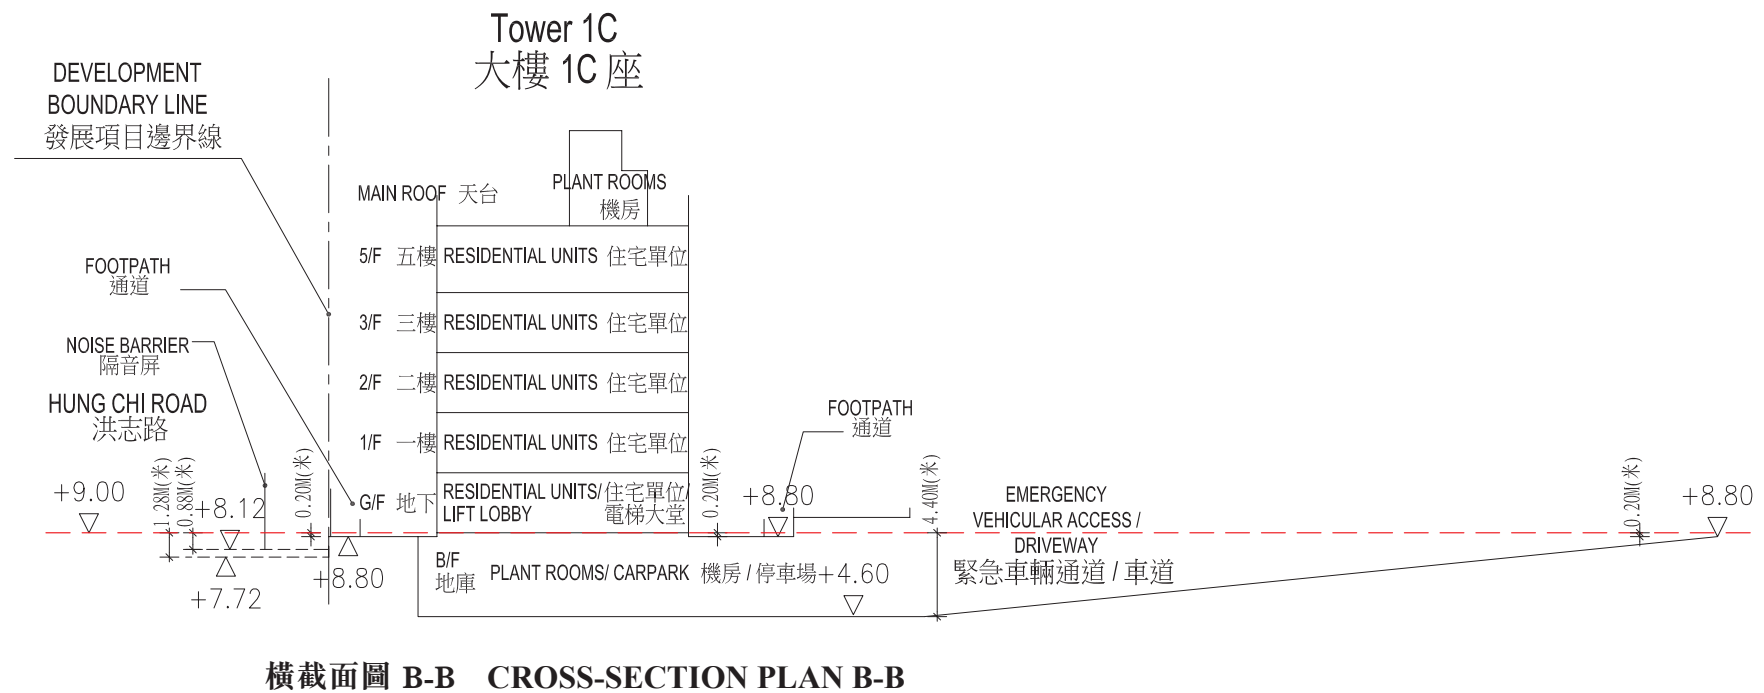 Tower 1C
大樓 1C 座
DEVELOPMENT
BOUNDARY LINE
發展項目邊界線
MAIN ROOF 天台
PLANT ROOMS
機房
5/F 五樓 RESIDENTIAL UNITS 住宅單位
FOOTPATH
通道
3/F 三樓 RESIDENTIAL UNITS 住宅單位
NOISE BARRIER
隔音屏
2/F 二樓 RESIDENTIAL UNITS 住宅單位
HUNG CHI ROAD
洪志路
FOOTPATH
通道
1/F 一樓 RESIDENTIAL UNITS 住宅單位
+9.00
1.28M(米)
0.88M(米)
+8.12
0.20M(米)
G/F 地下 RESIDENTIAL UNITS/ 住宅單位/
LIFT LOBBY 電梯大堂
0.20M(米)
+8.80
4.40M(米)
EMERGENCY
VEHICULAR ACCESS /
DRIVEWAY
緊急車輛通道 / 車道
0.20M(米)
+8.80
+7.72
+8.80
B/F
地庫
PLANT ROOMS/ CARPARK 機房 / 停車場
+4.60
橫截面圖 B-B CROSS-SECTION PLAN B-B